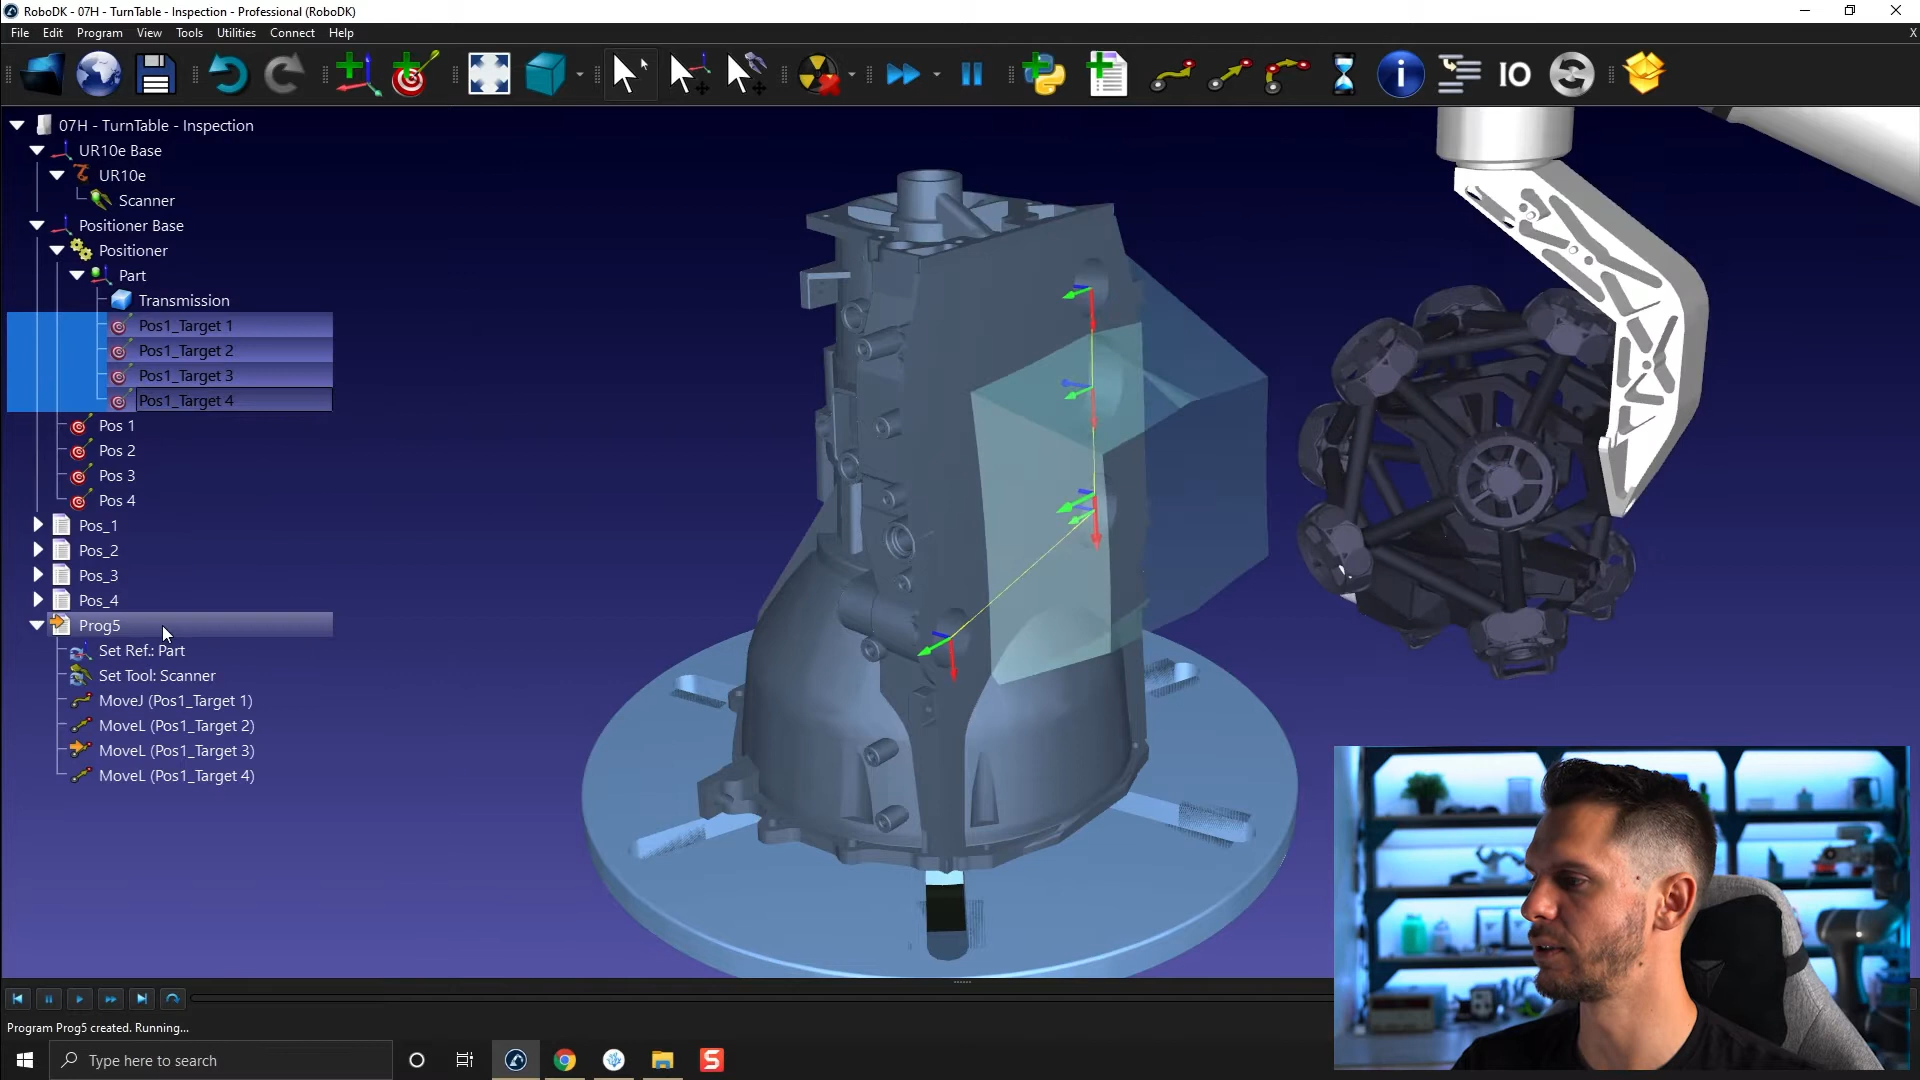 RoboDK - 07H - TurnTable - Inspection - Professional (RoboDK)
File Edit Program View Tools Utilities Connect Help X
IO
07H - TurnTable - Inspection
UR10e Base
UR10e
Scanner
Positioner Base
Positioner
Part
Transmission
Pos1_Target 1
Pos1_Target 2
Pos1_Target 3
Pos1_Target 4
Pos 1
Pos 2
Pos 3
Pos 4
Pos_1
Pos_2
Pos_3
Pos_4
Prog5
Set Ref.: Part
Set Tool: Scanner
MoveJ (Pos1_Target 1)
MoveL (Pos1_Target 2)
MoveL (Pos1_Target 3)
MoveL (Pos1_Target 4)
Program Prog5 created. Running...
Type here to search